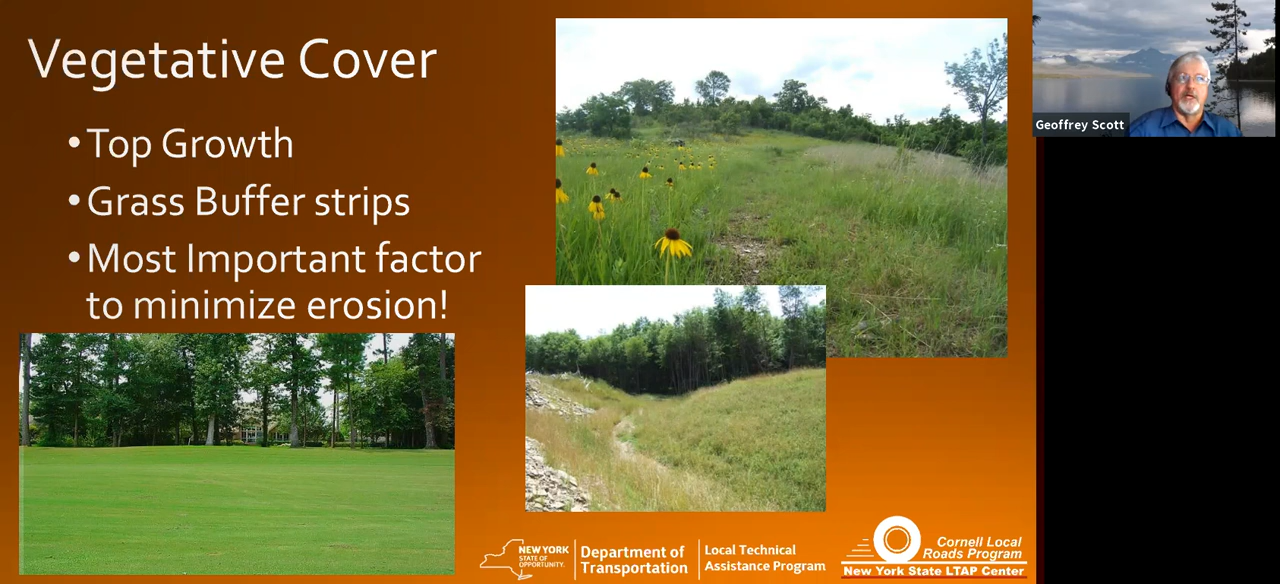 Vegetative Cover
• Top Growth
• Grass Buffer strips
• Most Important factor
to minimize erosion!
Geoffrey Scott
NEW YORK
STATE OF
OPPORTUNITY.
Department of
Transportation
Local Technical
Assistance Program
Cornell Local
Roads Program
New York State LTAP Center